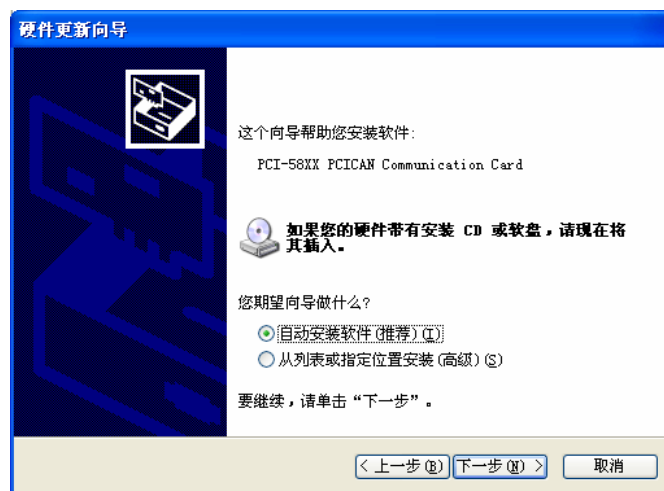 硬件更新向导
这个向导帮助您安装软件:
PCI-58XX PCICAN Communication Card
如果您的硬件带有安装 CD 或软盘，请现在将
其插入。
您期望向导做什么?
自动安装软件(推荐)(I)
从列表或指定位置安装(高级)(S)
要继续，请单击“下一步”。
< 上一步(B) 下一步(N) > 取消